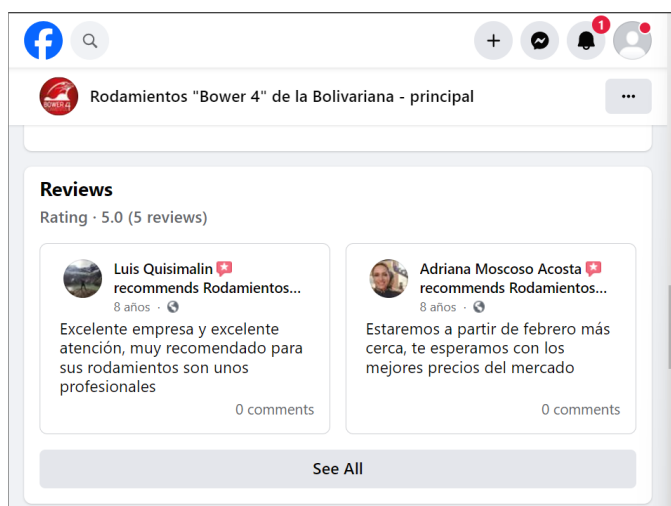 1
BOWER 4
Rodamientos "Bower 4" de la Bolivariana - principal
Reviews
Rating · 5.0 (5 reviews)
Luis Quisimalin
recommends Rodamientos...
8 años ·
Excelente empresa y excelente
atención, muy recomendado para
sus rodamientos son unos
profesionales
0 comments
Adriana Moscoso Acosta
recommends Rodamientos...
8 años ·
Estaremos a partir de febrero más
cerca, te esperamos con los
mejores precios del mercado
0 comments
See All